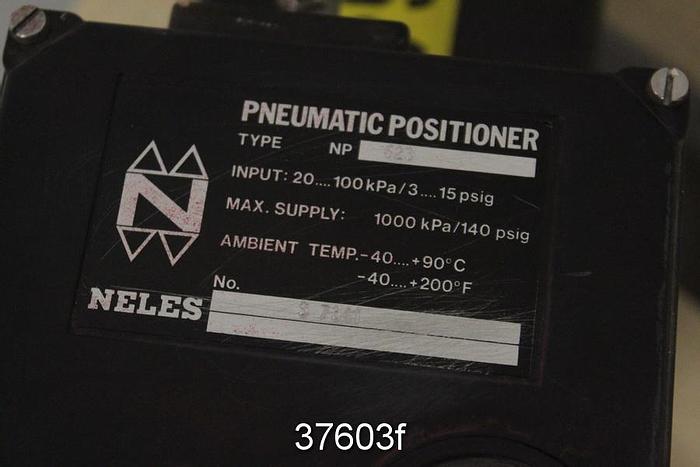 PNEUMATIC POSITIONER
TYPE NP 623
INPUT: 20....100 kPa/3....15 psig
MAX. SUPPLY: 1000 kPa/140 psig
AMBIENT TEMP.-40....+90°C
-40....+200°F
No.
NELES
37603f